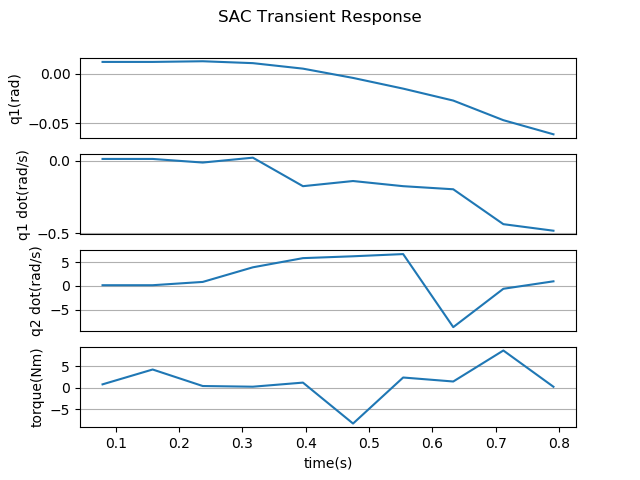 SAC Transient Response
q1(rad)
0.00
−0.05
q1 dot(rad/s)
0.0
−0.5
q2 dot(rad/s)
5
0
−5
torque(Nm)
5
0
−5
0.1 0.2 0.3 0.4 0.5 0.6 0.7 0.8
time(s)